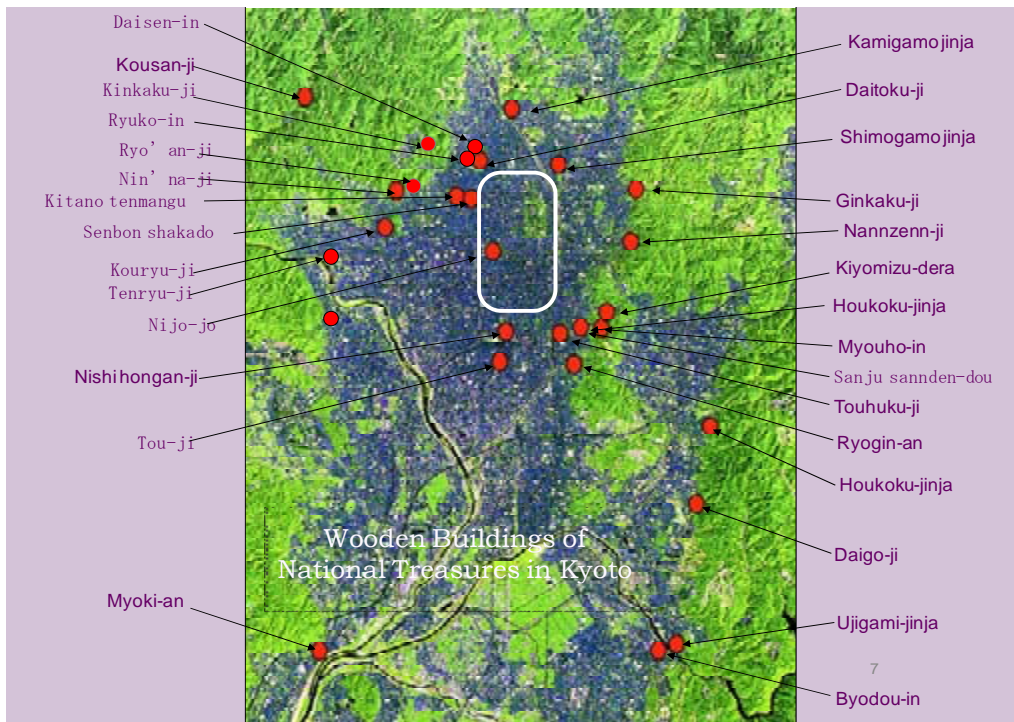 Daisen-in
Kousan-ji
Kinkaku-ji
Ryuko-in
Ryo’an-ji
Nin’na-ji
Kitano tenmangu
Senbon shakado
Kouryu-ji
Tenryu-ji
Nijo-jo
Nishi hongan-ji
Tou-ji
Myoki-an
Wooden Buildings of
National Treasures in Kyoto
Kamigamojinja
Daitoku-ji
Shimogamojinja
Ginkaku-ji
Nannzenn-ji
Kiyomizu-dera
Houkoku-jinja
Myouho-in
Sanju sannden-dou
Touhuku-ji
Ryogin-an
Houkoku-jinja
Daigo-ji
Ujigami-jinja
7
Byodou-in